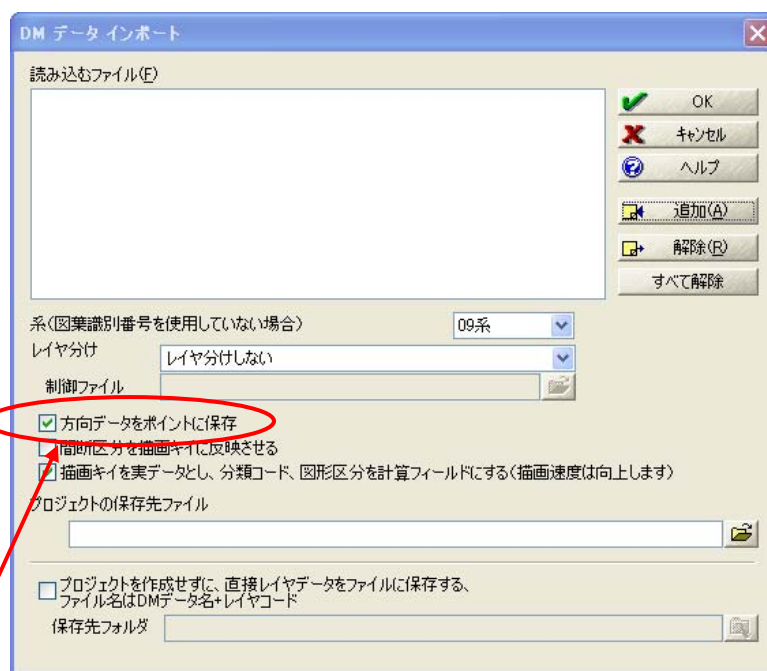 DM データ インポート
読み込むファイル(F)
OK
キャンセル
ヘルプ
追加(A)
解除(R)
すべて解除
系(図葉識別番号を使用していない場合)
09系
レイヤ分け
レイヤ分けしない
制御ファイル
方向データをポイントに保存
間断区分を描画キイに反映させる
描画キイを実データとし、分類コード、図形区分を計算フィールドにする(描画速度は向上します)
プロジェクトの保存先ファイル
プロジェクトを作成せずに、直接レイヤデータをファイルに保存する、
ファイル名はDMデータ名+レイヤコード
保存先フォルダ